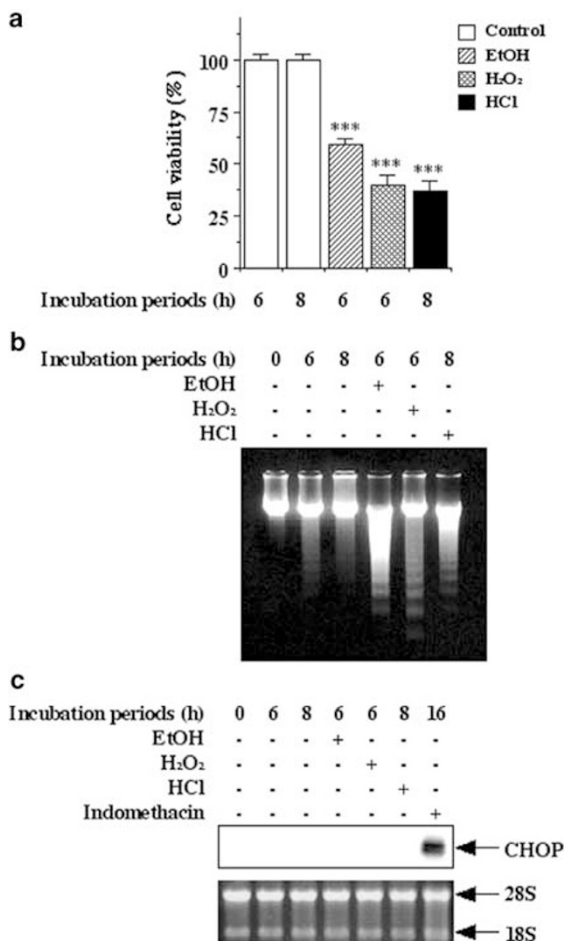 a
Control
EtOH
H₂O₂
HCl
Cell viability (%)
100
75
50
25
0
***
***
***
Incubation periods (h) 6 8 6 6 8
b
Incubation periods (h) 0 6 8 6 6 8
EtOH - - - + - -
H₂O₂ - - - - + -
HCl - - - - - +
c
Incubation periods (h) 0 6 8 6 6 8 16
EtOH - - - + - - -
H₂O₂ - - - - + - -
HCl - - - - - + -
Indomethacin - - - - - - +
CHOP
28S
18S